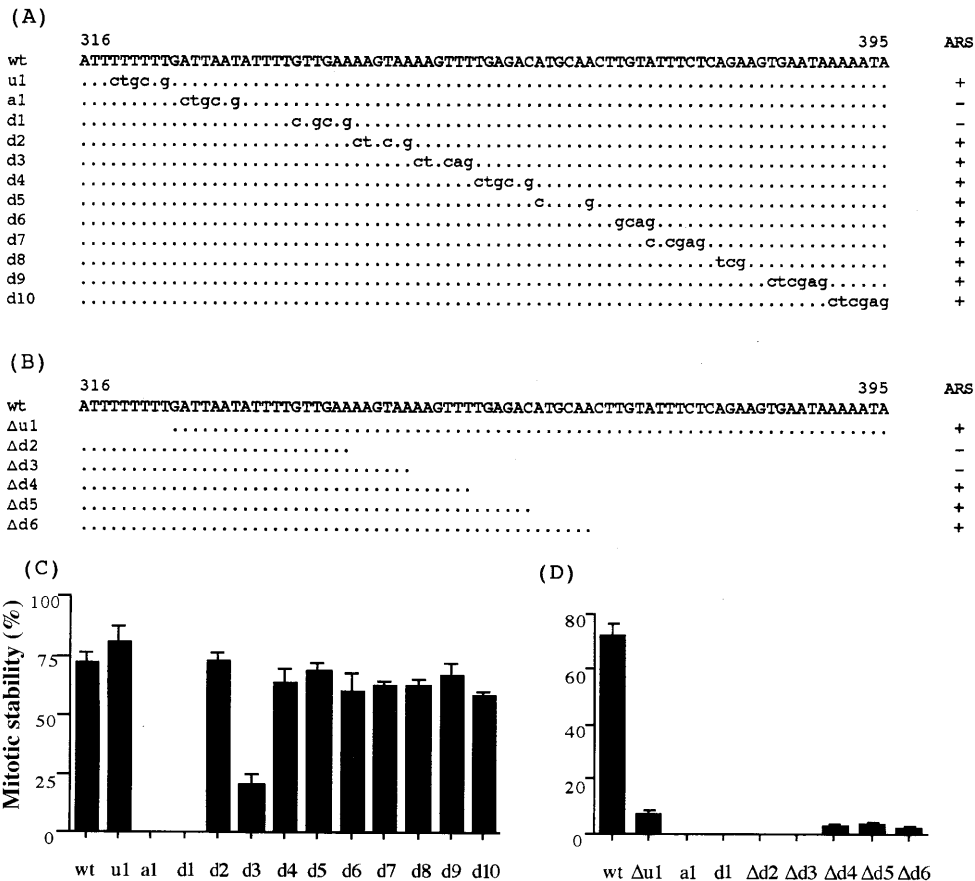 (A)
316 395 ARS
wt ATTTTTTTTGATTAATATTTTGTTGAAAAGTAAAAGTTTTGAGACATGCAACTTGTATTTCTCAGAAGTGAATAAAAATA
u1 ...ctgc.g....................................................................... +
a1 ..........ctgc.g................................................................ –
d1 .....................c.gc.g..................................................... –
d2 ...........................ct.c.g............................................... +
d3 .................................ct.cag......................................... +
d4 .......................................ctgc.g................................... +
d5 .............................................c....g............................. +
d6 .....................................................gcag....................... +
d7 ........................................................c.cgag.................. +
d8 ...............................................................tcg.............. +
d9 ....................................................................ctcgag...... +
d10 ..........................................................................ctcgag +
(B)
316 395 ARS
wt ATTTTTTTTGATTAATATTTTGTTGAAAAGTAAAAGTTTTGAGACATGCAACTTGTATTTCTCAGAAGTGAATAAAAATA
Δu1 ....................................................................... +
Δd2 ........................... –
Δd3 ................................. –
Δd4 ....................................... +
Δd5 ............................................. +
Δd6 ................................................... +
(C)
Mitotic stability (%)
100
75
50
25
0
wt u1 a1 d1 d2 d3 d4 d5 d6 d7 d8 d9 d10
(D)
80
60
40
20
0
wt Δu1 a1 d1 Δd2 Δd3 Δd4 Δd5 Δd6